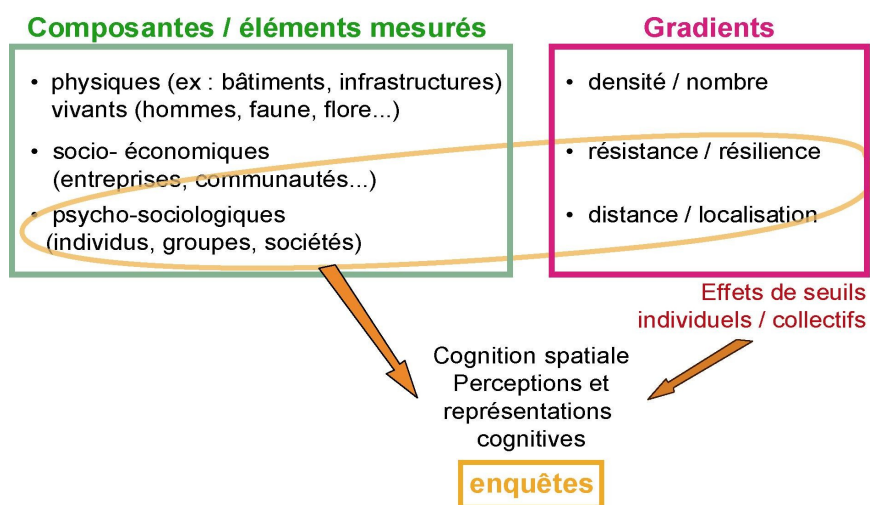 Composantes / éléments mesurés
• physiques (ex : bâtiments, infrastructures)
vivants (hommes, faune, flore...)
• socio- économiques
(entreprises, communautés...)
• psycho-sociologiques
(individus, groupes, sociétés)
Gradients
• densité / nombre
• résistance / résilience
• distance / localisation
Effets de seuils
individuels / collectifs
Cognition spatiale
Perceptions et
représentations
cognitives
enquêtes